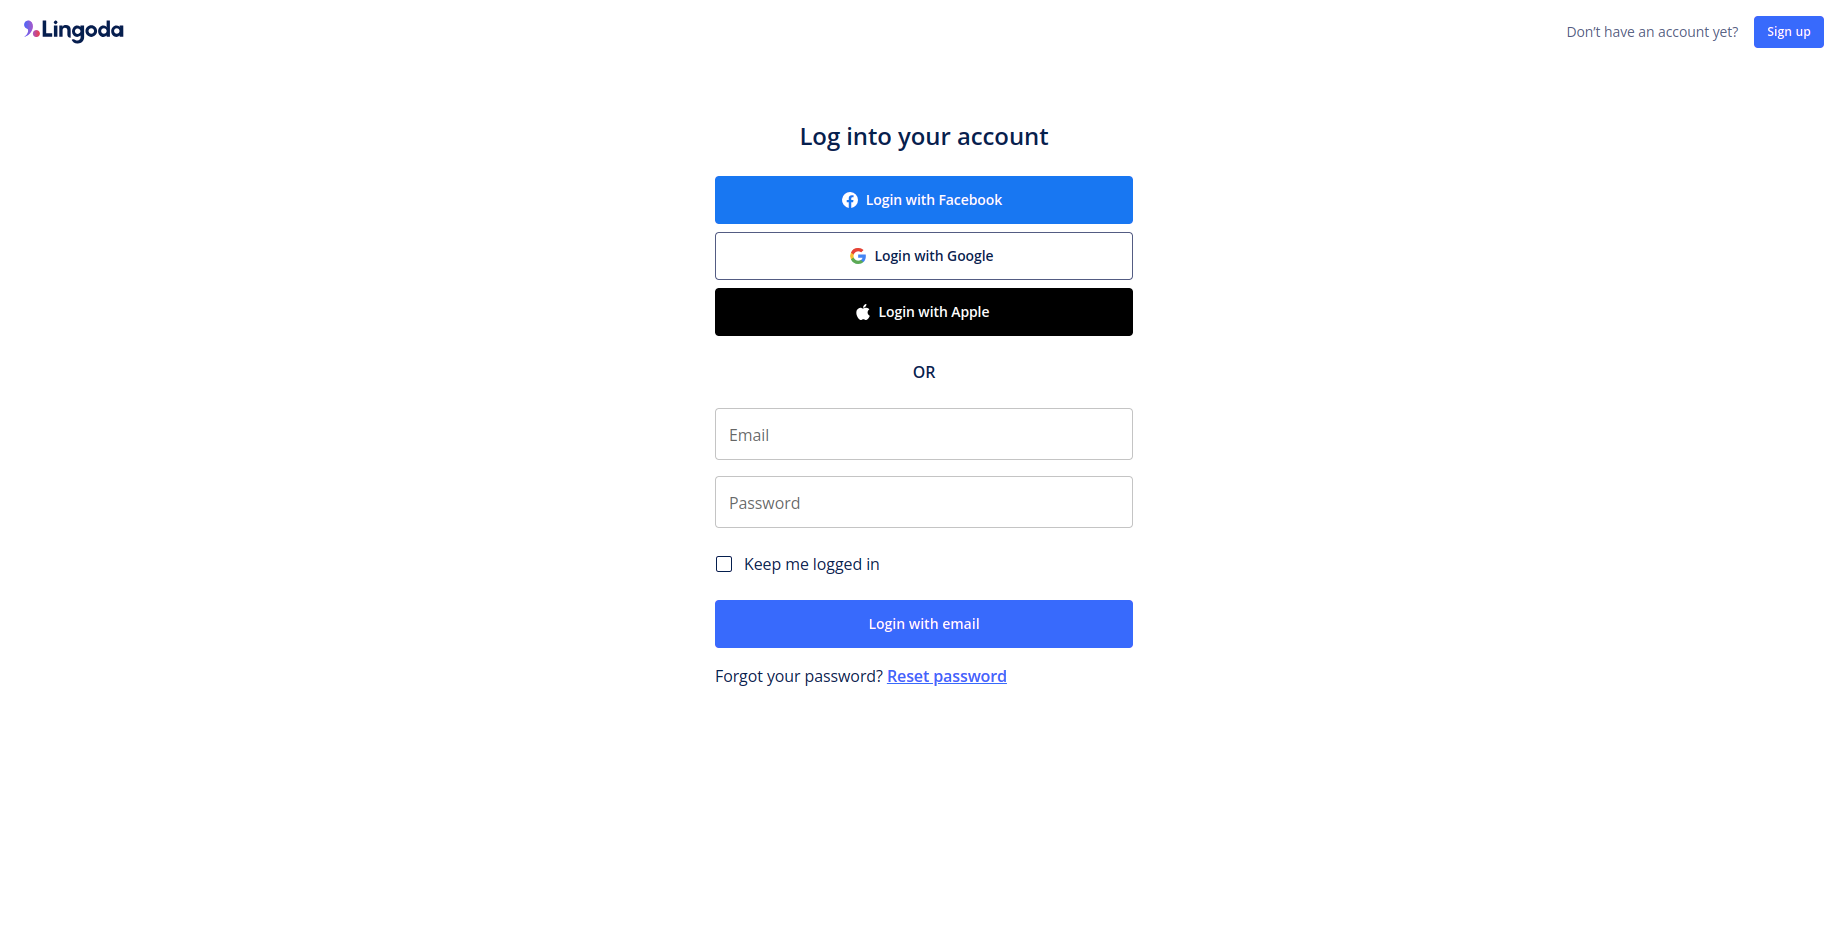 Lingoda
Don't have an account yet?
Sign up
Log into your account
Login with Facebook
Login with Google
Login with Apple
OR
Email
Password
Keep me logged in
Login with email
Forgot your password? Reset password